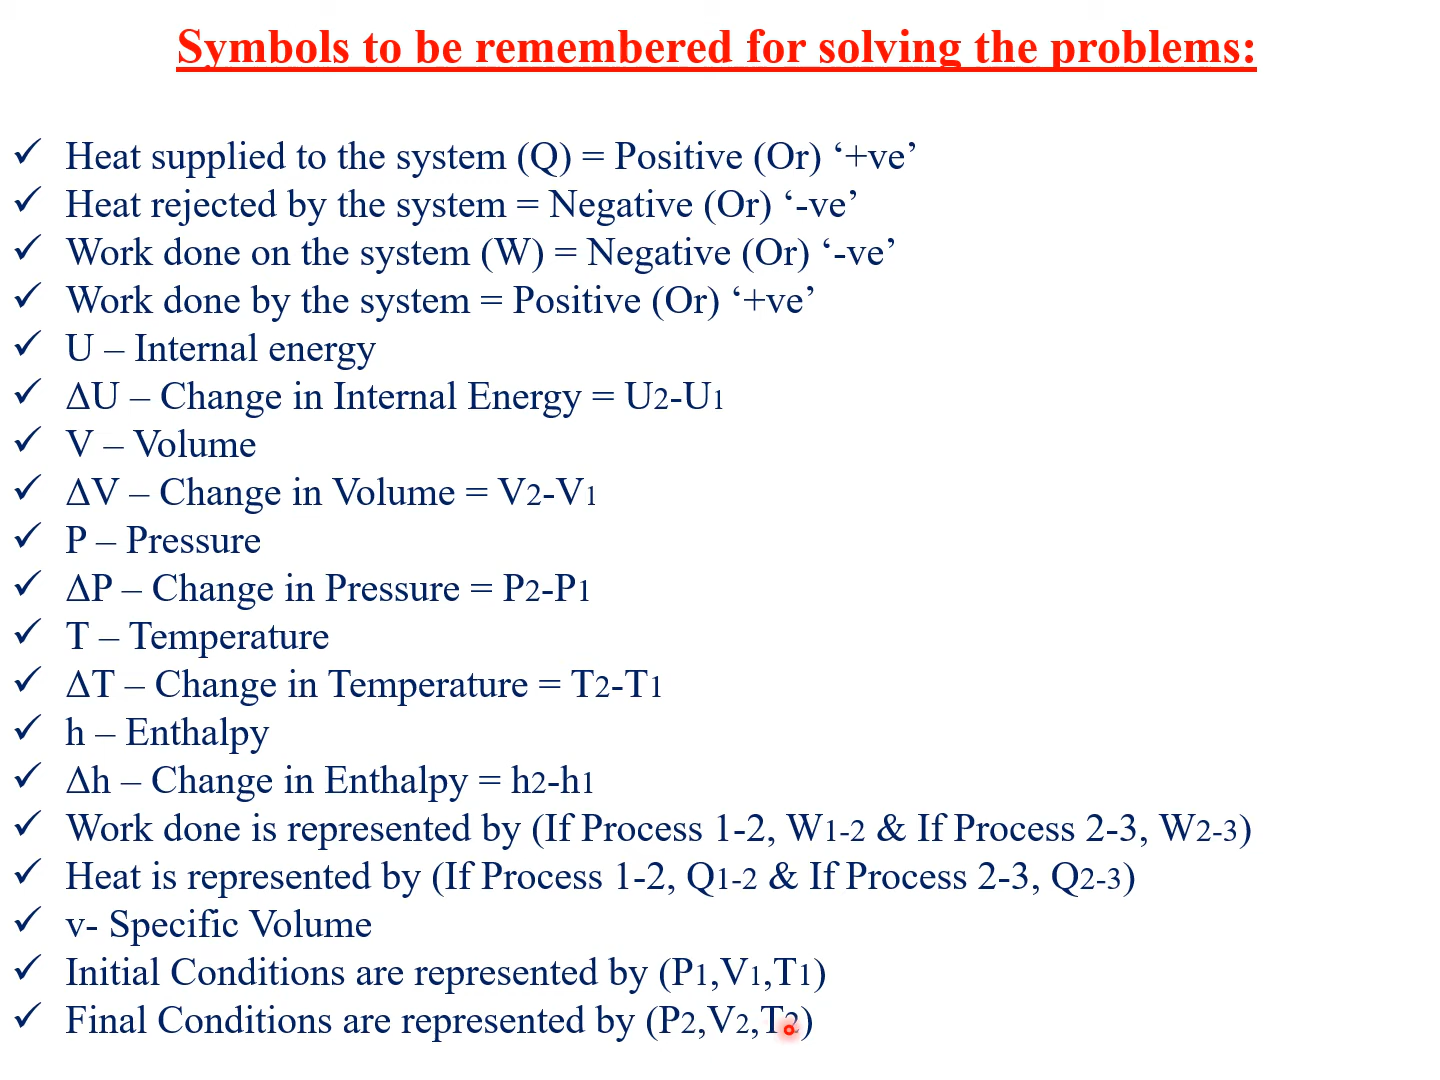 Symbols to be remembered for solving the problems:
✓ Heat supplied to the system (Q) = Positive (Or) ‘+ve’
✓ Heat rejected by the system = Negative (Or) ‘-ve’
✓ Work done on the system (W) = Negative (Or) ‘-ve’
✓ Work done by the system = Positive (Or) ‘+ve’
✓ U – Internal energy
✓ ΔU – Change in Internal Energy = U2-U1
✓ V – Volume
✓ ΔV – Change in Volume = V2-V1
✓ P – Pressure
✓ ΔP – Change in Pressure = P2-P1
✓ T – Temperature
✓ ΔT – Change in Temperature = T2-T1
✓ h – Enthalpy
✓ Δh – Change in Enthalpy = h2-h1
✓ Work done is represented by (If Process 1-2, W1-2 & If Process 2-3, W2-3)
✓ Heat is represented by (If Process 1-2, Q1-2 & If Process 2-3, Q2-3)
✓ v- Specific Volume
✓ Initial Conditions are represented by (P1,V1,T1)
✓ Final Conditions are represented by (P2,V2,T2)